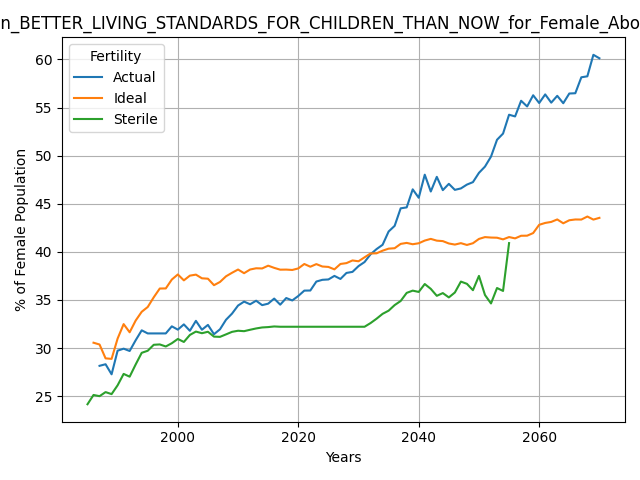 n_BETTER_LIVING_STANDARDS_FOR_CHILDREN_THAN_NOW_for_Female_Abo
Fertility
Actual
Ideal
Sterile
% of Female Population
60
55
50
45
40
35
30
25
2000
2020
2040
2060
Years